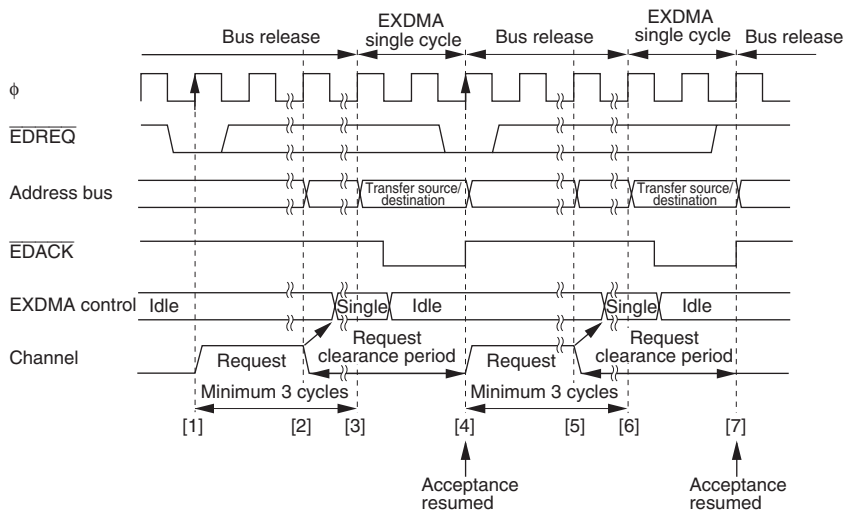 Bus release
EXDMA
single cycle
Bus release
EXDMA
single cycle
Bus release
φ
EDREQ
Address bus
Transfer source/
destination
Transfer source/
destination
EDACK
EXDMA control
Idle
Single
Idle
Single
Idle
Channel
Request
Request
clearance period
Request
Request
clearance period
Minimum 3 cycles
Minimum 3 cycles
[1]
[2]
[3]
[4]
[5]
[6]
[7]
Acceptance
resumed
Acceptance
resumed